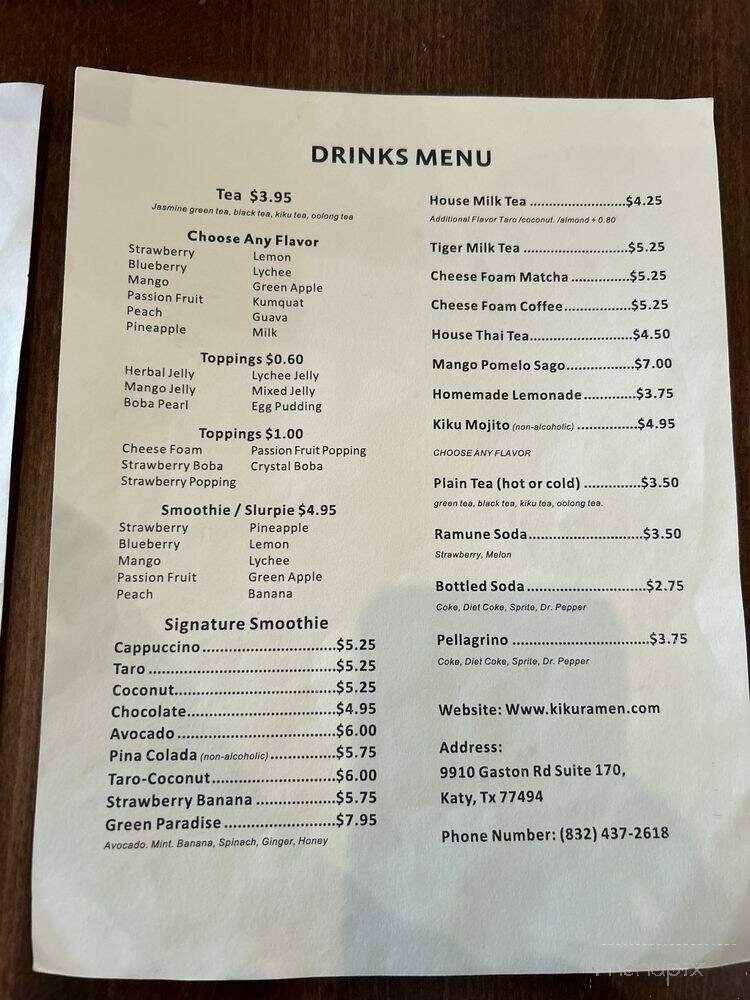 DRINKS MENU
Tea $3.95
Jasmine green tea, black tea, kiku tea, oolong tea
Choose Any Flavor
Strawberry Lemon
Blueberry Lychee
Mango Green Apple
Passion Fruit Kumquat
Peach Guava
Pineapple Milk
Toppings $0.60
Herbal Jelly Lychee Jelly
Mango Jelly Mixed Jelly
Boba Pearl Egg Pudding
Toppings $1.00
Cheese Foam Passion Fruit Popping
Strawberry Boba Crystal Boba
Strawberry Popping
Smoothie / Slurpie $4.95
Strawberry Pineapple
Blueberry Lemon
Mango Lychee
Passion Fruit Green Apple
Peach Banana
Signature Smoothie
Cappuccino.............................$5.25
Taro.............................$5.25
Coconut.............................$5.25
Chocolate.............................$4.95
Avocado.............................$6.00
Pina Colada (non-alcoholic)..............$5.75
Taro-Coconut.......................$6.00
Strawberry Banana................$5.75
Green Paradise.......................$7.95
Avocado. Mint. Banana, Spinach, Ginger, Honey
House Milk Tea.........................$4.25
Additional Flavor Taro /coconut. /almond + 0.80
Tiger Milk Tea.........................$5.25
Cheese Foam Matcha...............$5.25
Cheese Foam Coffee.................$5.25
House Thai Tea.........................$4.50
Mango Pomelo Sago.................$7.00
Homemade Lemonade.............$3.75
Kiku Mojito (non-alcoholic)...............$4.95
CHOOSE ANY FLAVOR
Plain Tea (hot or cold)..............$3.50
green tea, black tea, kiku tea, oolong tea.
Ramune Soda.........................$3.50
Strawberry, Melon
Bottled Soda.............................$2.75
Coke, Diet Coke, Sprite, Dr. Pepper
Pellagrino.............................$3.75
Coke, Diet Coke, Sprite, Dr. Pepper
Website: Www.kikuramen.com
Address:
9910 Gaston Rd Suite 170,
Katy, Tx 77494
Phone Number: (832) 437-2618